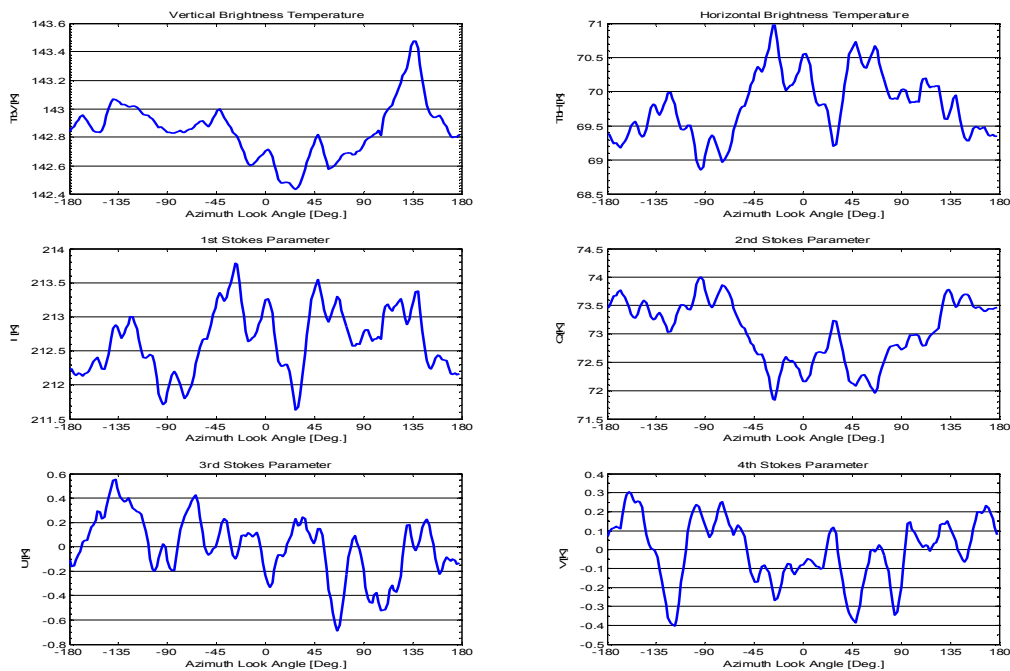 Vertical Brightness Temperature
143.6
143.4
143.2
143
142.8
142.6
142.4
TBV[K]
-180 -135 -90 -45 0 45 90 135 180
Azimuth Look Angle [Deg.]
Horizontal Brightness Temperature
71
70.5
70
69.5
69
68.5
TBH[K]
-180 -135 -90 -45 0 45 90 135 180
Azimuth Look Angle [Deg.]
1st Stokes Parameter
214
213.5
213
212.5
212
211.5
I [K]
-180 -135 -90 -45 0 45 90 135 180
Azimuth Look Angle [Deg.]
2nd Stokes Parameter
74.5
74
73.5
73
72.5
72
71.5
Q[K]
-180 -135 -90 -45 0 45 90 135 180
Azimuth Look Angle [Deg.]
3rd Stokes Parameter
0.6
0.4
0.2
0
-0.2
-0.4
-0.6
-0.8
U[K]
-180 -135 -90 -45 0 45 90 135 180
Azimuth Look Angle [Deg.]
4th Stokes Parameter
0.4
0.3
0.2
0.1
0
-0.1
-0.2
-0.3
-0.4
-0.5
V[K]
-180 -135 -90 -45 0 45 90 135 180
Azimuth Look Angle [Deg.]